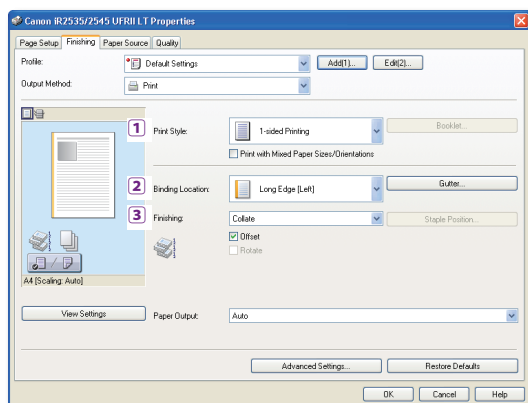 Canon iR2535/2545 UFRII LT Properties
Page Setup Finishing Paper Source Quality
Profile: Default Settings Add(1)... Edit(2)...
Output Method: Print
1 Print Style: 1-sided Printing Booklet...
Print with Mixed Paper Sizes/Orientations
2 Binding Location: Long Edge [Left] Gutter...
3 Finishing: Collate Staple Position...
Offset
Rotate
A4 [Scaling: Auto]
View Settings Paper Output: Auto
Advanced Settings... Restore Defaults
OK Cancel Help